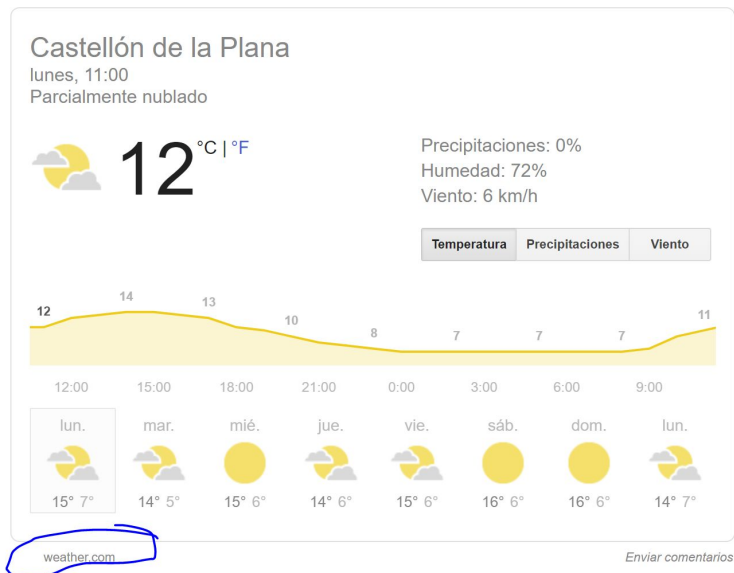 Castellón de la Plana
lunes, 11:00
Parcialmente nublado
12 °C | °F
Precipitaciones: 0%
Humedad: 72%
Viento: 6 km/h
Temperatura Precipitaciones Viento
12 14 13 10 8 7 7 7 11
12:00 15:00 18:00 21:00 0:00 3:00 6:00 9:00
lun. mar. mié. jue. vie. sáb. dom. lun.
15° 7° 14° 5° 15° 6° 14° 6° 15° 6° 16° 6° 16° 6° 14° 7°
weather.com Enviar comentarios